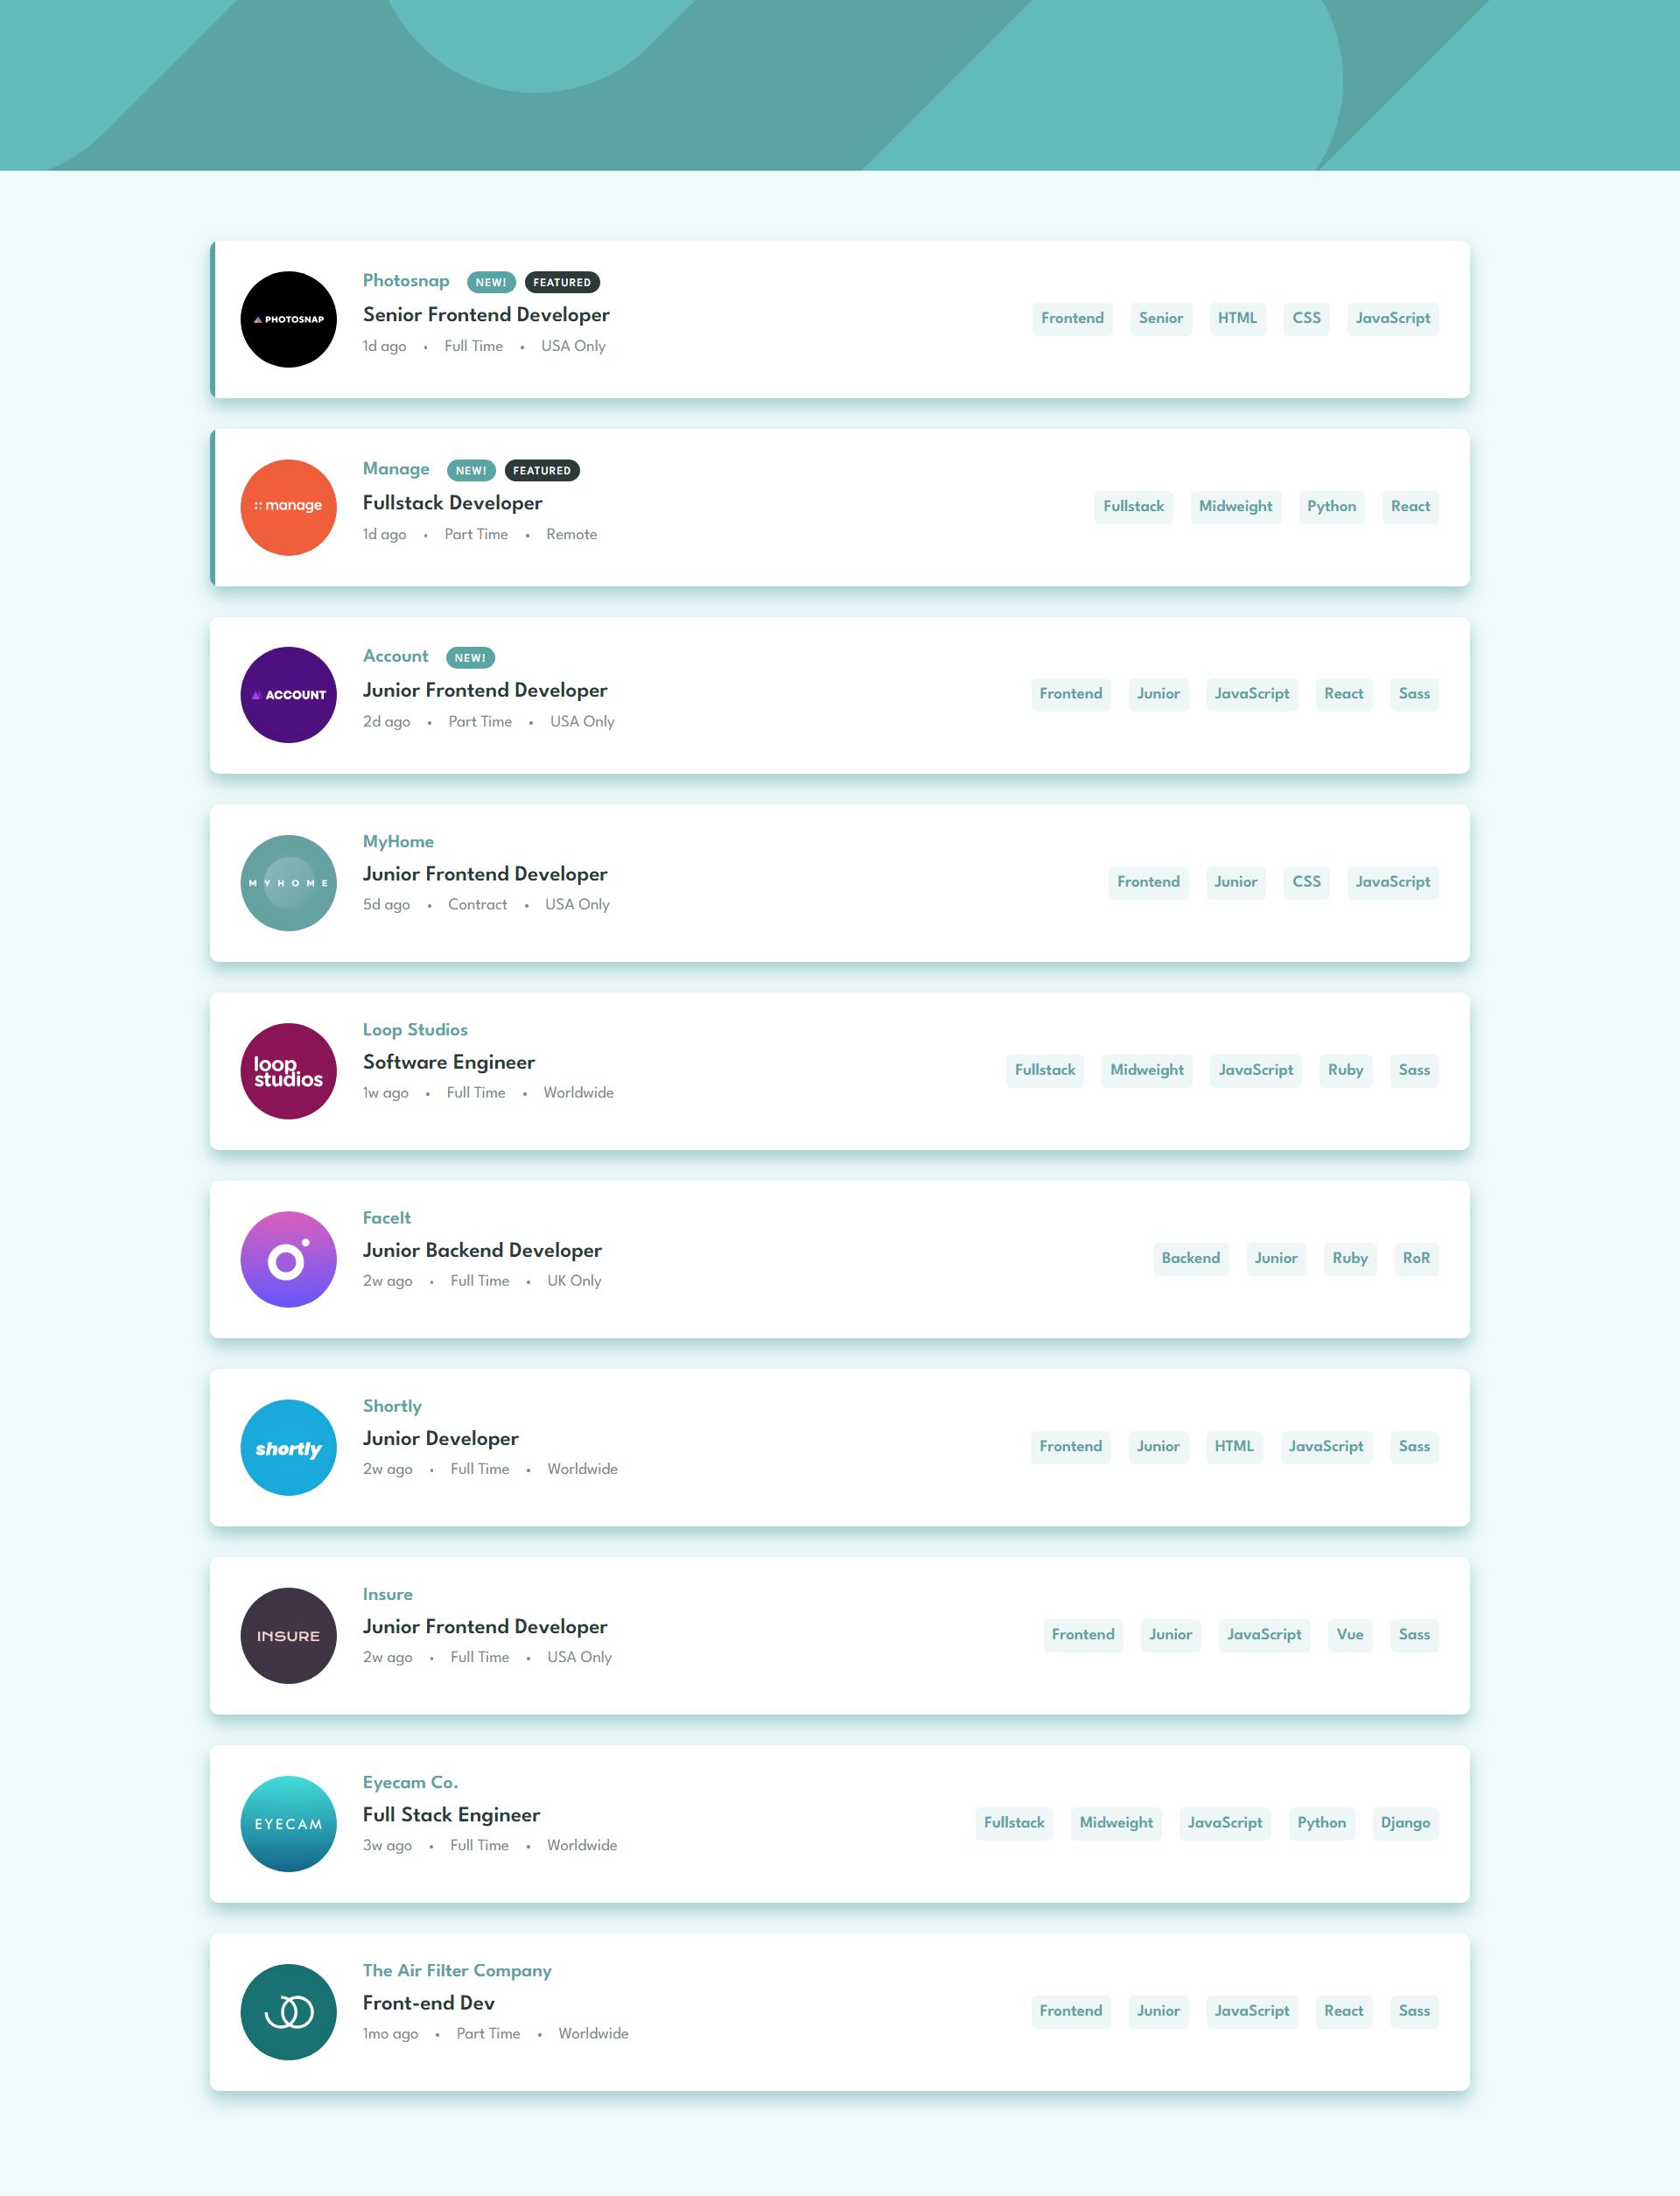 PHOTOSNAP
Photosnap NEW! FEATURED
Senior Frontend Developer
1d ago • Full Time • USA Only
Frontend Senior HTML CSS JavaScript
manage
Manage NEW! FEATURED
Fullstack Developer
1d ago • Part Time • Remote
Fullstack Midweight Python React
ACCOUNT
Account NEW!
Junior Frontend Developer
2d ago • Part Time • USA Only
Frontend Junior JavaScript React Sass
MYHOME
MyHome
Junior Frontend Developer
5d ago • Contract • USA Only
Frontend Junior CSS JavaScript
loop
studios
Loop Studios
Software Engineer
1w ago • Full Time • Worldwide
Fullstack Midweight JavaScript Ruby Sass
FaceIt
Junior Backend Developer
2w ago • Full Time • UK Only
Backend Junior Ruby RoR
shortly
Shortly
Junior Developer
2w ago • Full Time • Worldwide
Frontend Junior HTML JavaScript Sass
INSURE
Insure
Junior Frontend Developer
2w ago • Full Time • USA Only
Frontend Junior JavaScript Vue Sass
EYECAM
Eyecam Co.
Full Stack Engineer
3w ago • Full Time • Worldwide
Fullstack Midweight JavaScript Python Django
The Air Filter Company
Front-end Dev
1mo ago • Part Time • Worldwide
Frontend Junior JavaScript React Sass